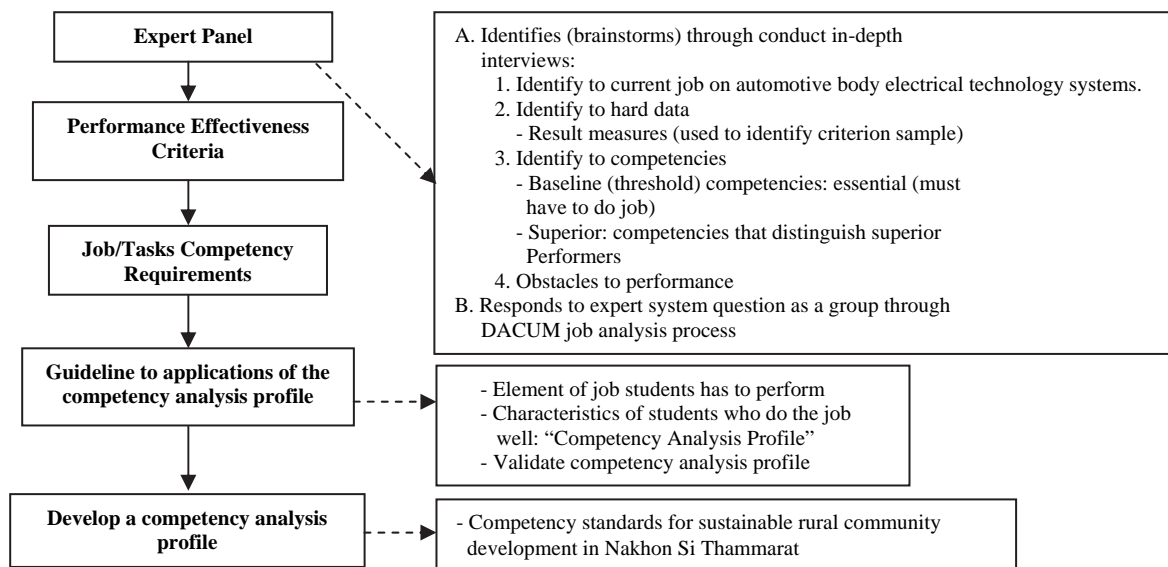 Expert Panel
Performance Effectiveness
Criteria
Job/Tasks Competency
Requirements
Guideline to applications of the
competency analysis profile
Develop a competency analysis
profile
A. Identifies (brainstorms) through conduct in-depth
interviews:
1. Identify to current job on automotive body electrical technology systems.
2. Identify to hard data
- Result measures (used to identify criterion sample)
3. Identify to competencies
- Baseline (threshold) competencies: essential (must
have to do job)
- Superior: competencies that distinguish superior
Performers
4. Obstacles to performance
B. Responds to expert system question as a group through
DACUM job analysis process
- Element of job students has to perform
- Characteristics of students who do the job
well: “Competency Analysis Profile”
- Validate competency analysis profile
- Competency standards for sustainable rural community
development in Nakhon Si Thammarat